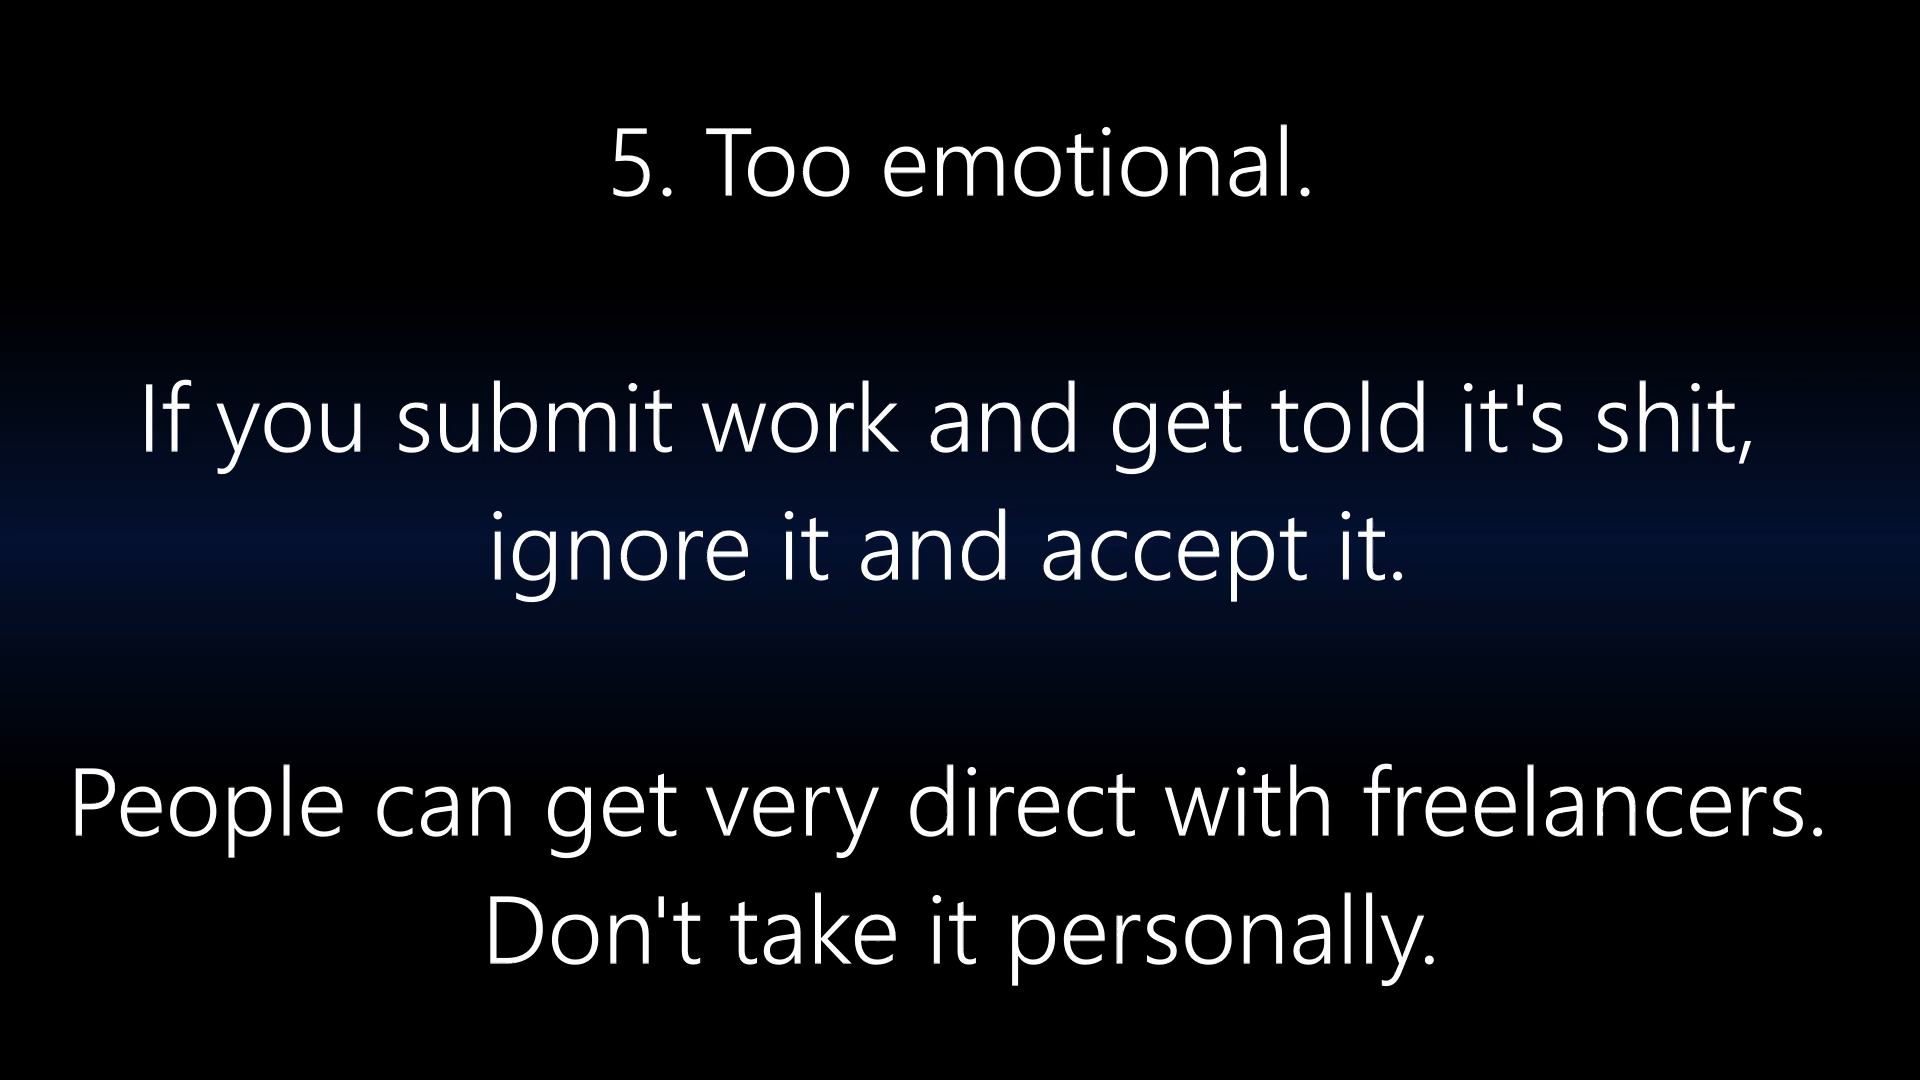 5. Too emotional.
If you submit work and get told it's shit,
ignore it and accept it.
People can get very direct with freelancers.
Don't take it personally.